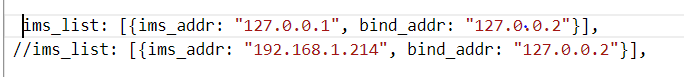 ims_list: [{ims_addr: "127.0.0.1", bind_addr: "127.0.0.2"}],
//ims_list: [{ims_addr: "192.168.1.214", bind_addr: "127.0.0.2"}],